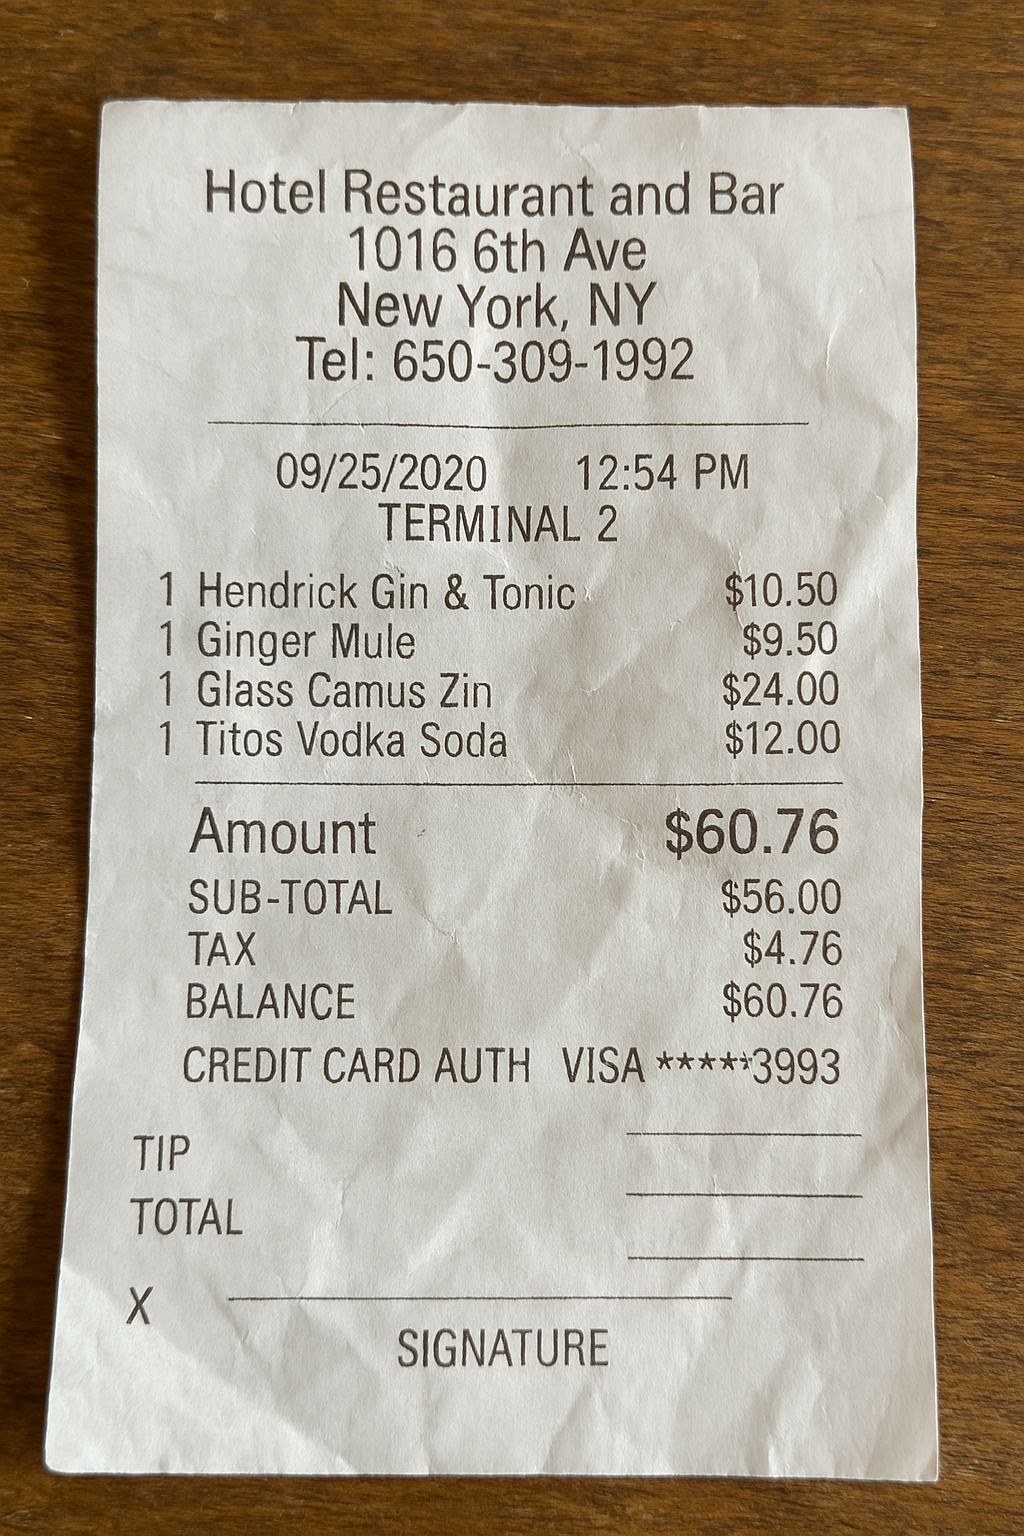 Hotel Restaurant and Bar
1016 6th Ave
New York, NY
Tel: 650-309-1992
09/25/2020 12:54 PM
TERMINAL 2
1 Hendrick Gin & Tonic $10.50
1 Ginger Mule $9.50
1 Glass Camus Zin $24.00
1 Titos Vodka Soda $12.00
Amount $60.76
SUB-TOTAL $56.00
TAX $4.76
BALANCE $60.76
CREDIT CARD AUTH VISA *****3993
TIP
TOTAL
X
SIGNATURE